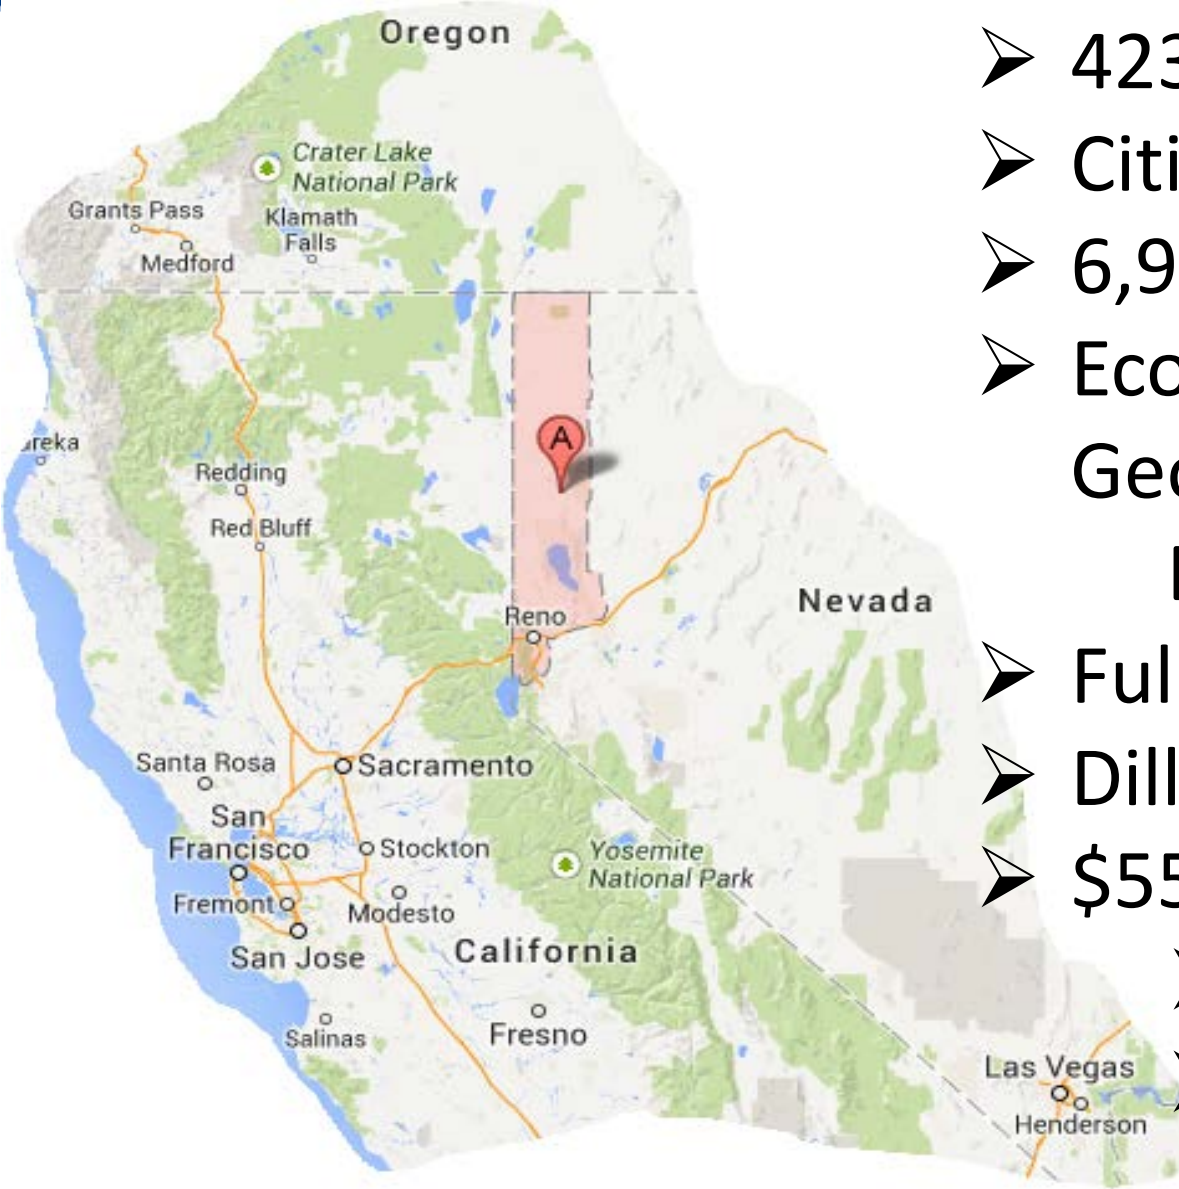 Oregon
Crater Lake
National Park
Grants Pass
Klamath
Falls
Medford
reka
Redding
Red Bluff
A
Reno
Nevada
Santa Rosa
Sacramento
San
Francisco
Stockton
Yosemite
National Park
Fremont
Modesto
San Jose
California
Salinas
Fresno
Las Vegas
Henderson
➢ 423
➢ Citi
➢ 6,9
➢ Eco
Geo
➢ Ful
➢ Dill
➢ $55